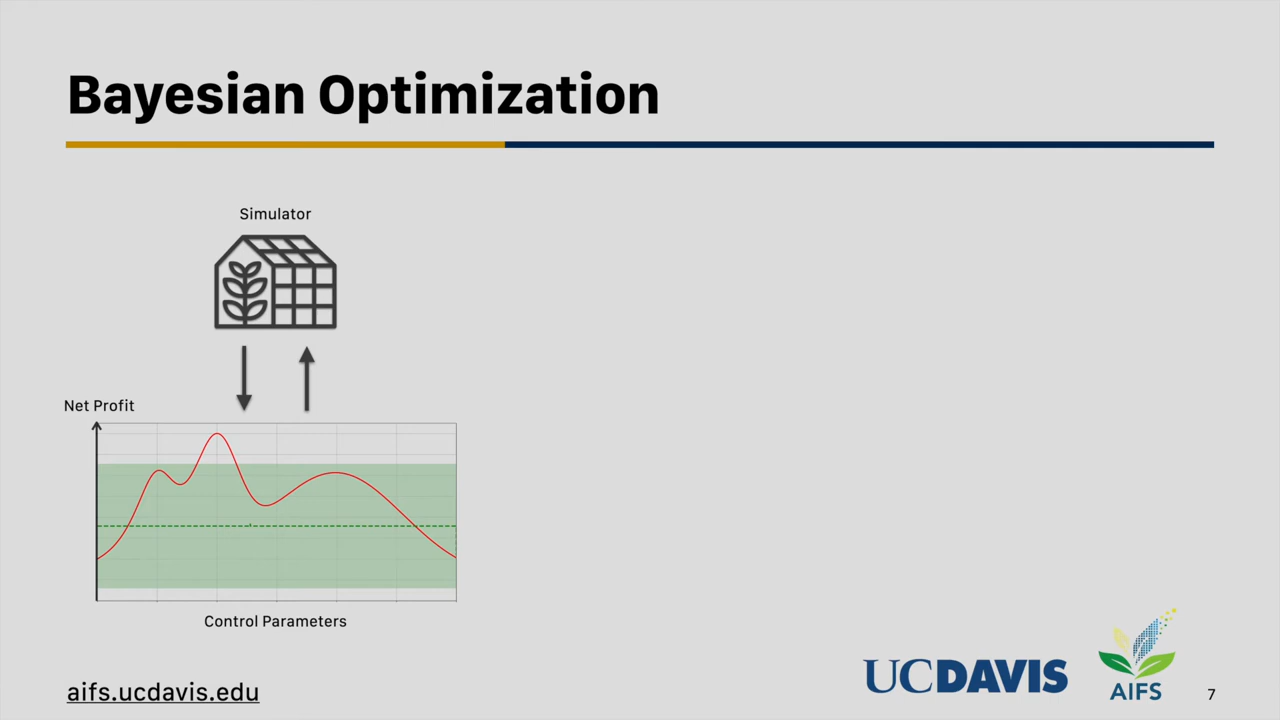 Bayesian Optimization
Simulator
Net Profit
Control Parameters
aifs.ucdavis.edu
UCDAVIS
AIFS
7